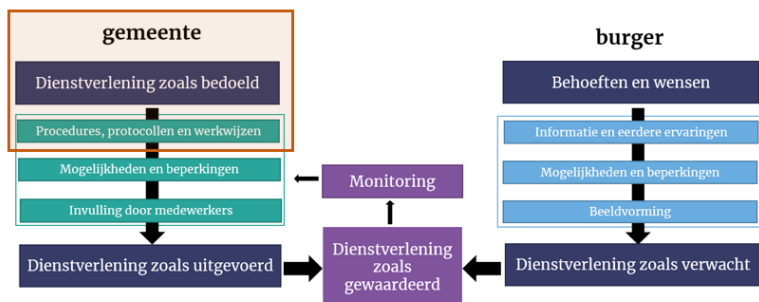 gemeente
Dienstverlening zoals bedoeld
Procedures, protocollen en werkwijzen
Mogelijkheden en beperkingen
Invulling door medewerkers
Dienstverlening zoals uitgevoerd
Monitoring
Dienstverlening
zoals
gewaardeerd
burger
Behoeften en wensen
Informatie en eerdere ervaringen
Mogelijkheden en beperkingen
Beeldvorming
Dienstverlening zoals verwacht